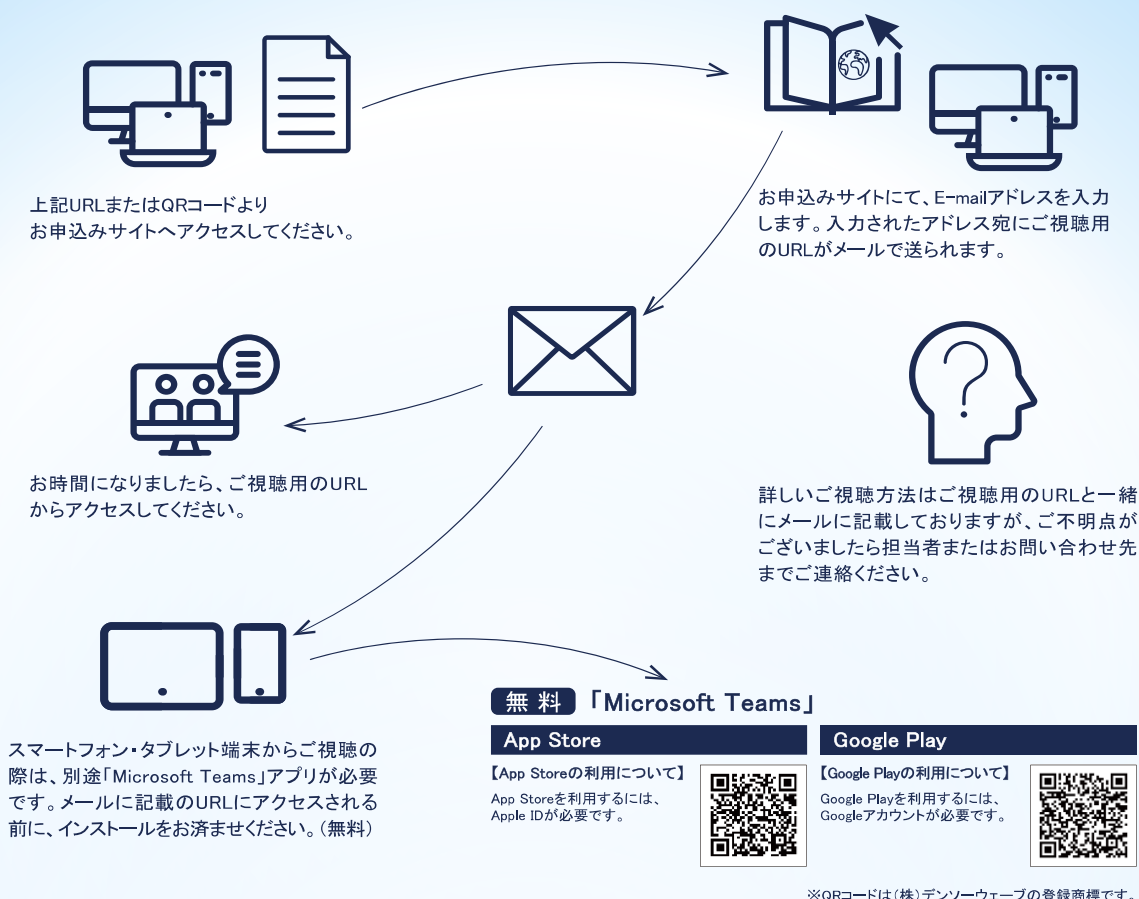 上記URLまたはQRコードより
お申込みサイトへアクセスしてください。
お申込みサイトにて、E-mailアドレスを入力
します。入力されたアドレス宛にご視聴用
のURLがメールで送られます。
お時間になりましたら、ご視聴用のURL
からアクセスしてください。
詳しいご視聴方法はご視聴用のURLと一緒
にメールに記載しておりますが、ご不明点が
ございましたら担当者またはお問い合わせ先
までご連絡ください。
スマートフォン・タブレット端末からご視聴の
際は、別途「Microsoft Teams」アプリが必要
です。メールに記載のURLにアクセスされる
前に、インストールをお済ませください。(無料)
無料 「Microsoft Teams」
App Store
【App Storeの利用について】
App Storeを利用するには、
Apple IDが必要です。
Google Play
【Google Playの利用について】
Google Playを利用するには、
Googleアカウントが必要です。
※QRコードは(株)デンソーウェーブの登録商標です。